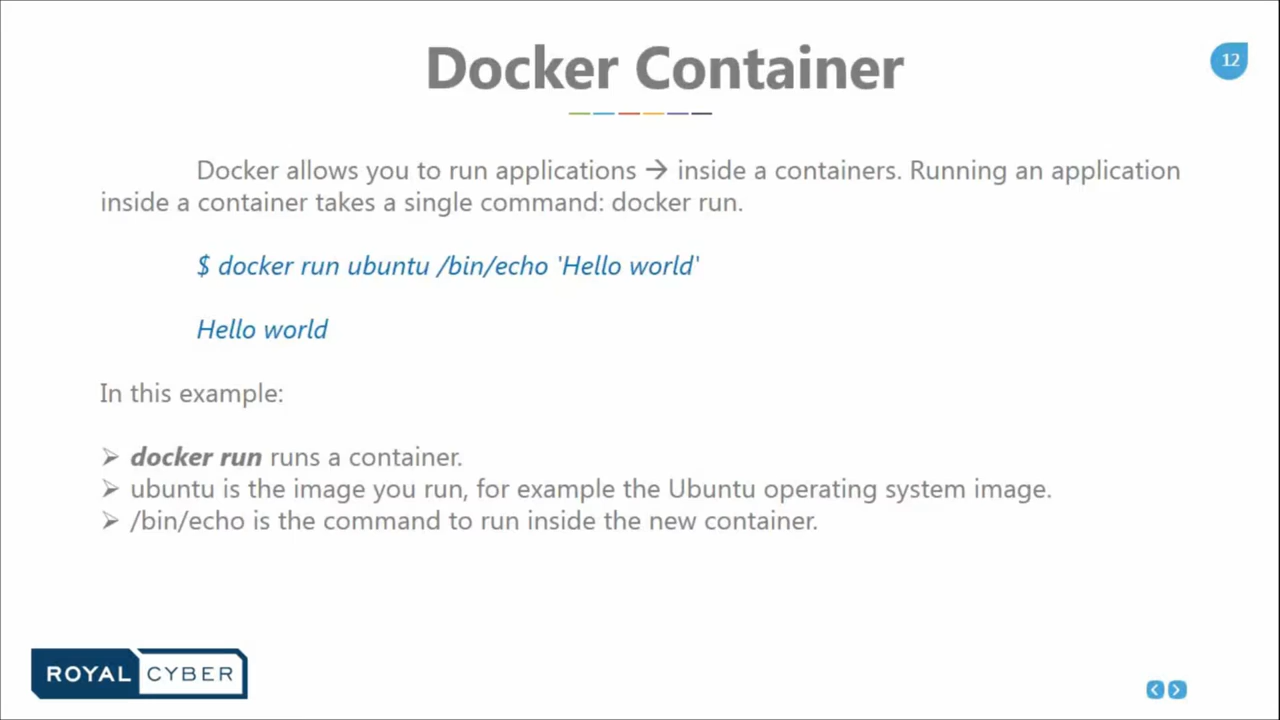 Docker Container
12
Docker allows you to run applications → inside a containers. Running an application
inside a container takes a single command: docker run.
$ docker run ubuntu /bin/echo 'Hello world'
Hello world
In this example:
➢ docker run runs a container.
➢ ubuntu is the image you run, for example the Ubuntu operating system image.
➢ /bin/echo is the command to run inside the new container.
ROYAL CYBER